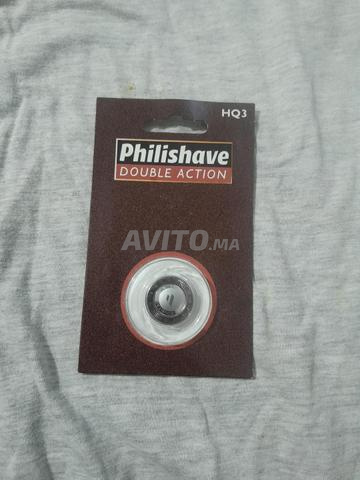 HQ3
Philishave
DOUBLE ACTION
AVITO.MA